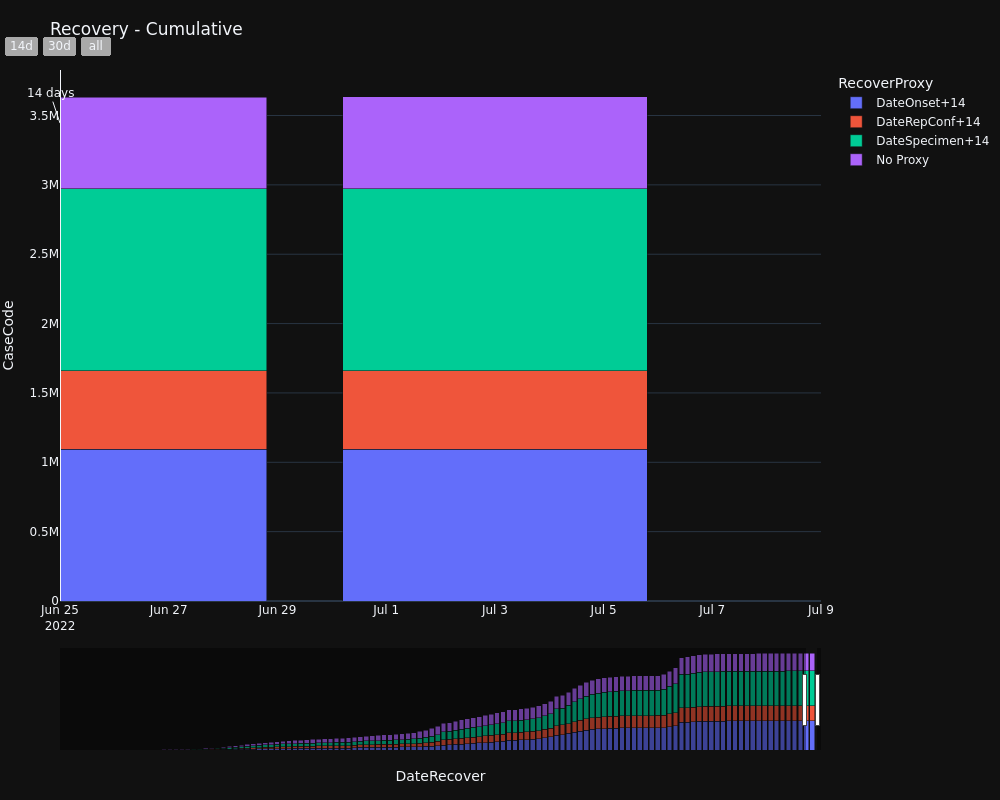 Recovery - Cumulative
14d 30d all
14 days
RecoverProxy
DateOnset+14
DateRepConf+14
DateSpecimen+14
No Proxy
3.5M
3M
2.5M
2M
1.5M
1M
0.5M
0
CaseCode
Jun 25 Jun 27 Jun 29 Jul 1 Jul 3 Jul 5 Jul 7 Jul 9
2022
DateRecover